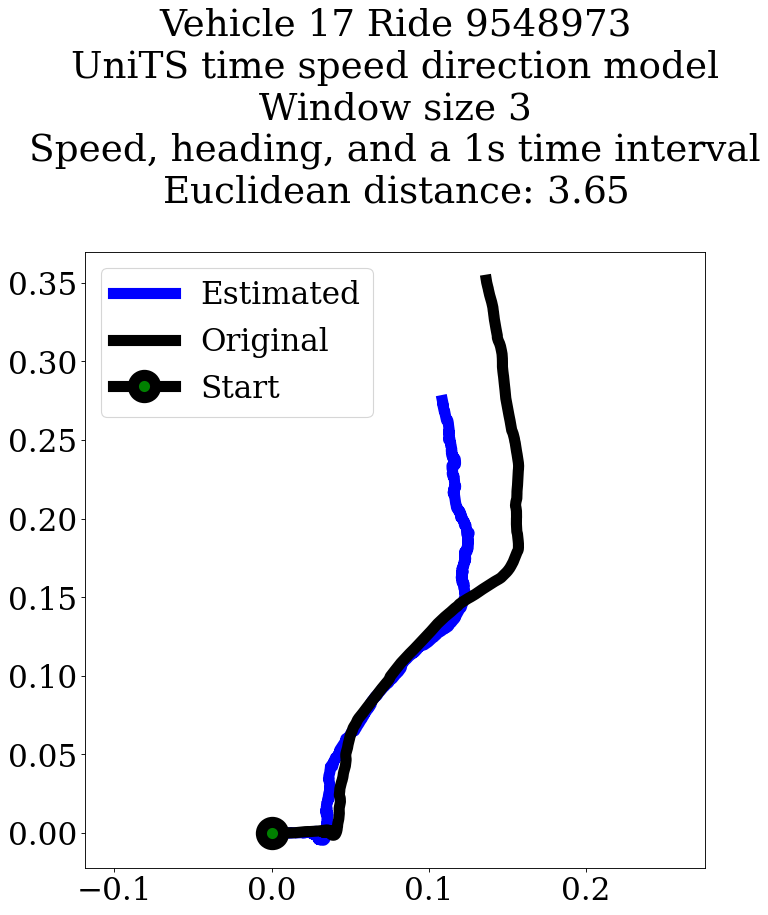 Vehicle 17 Ride 9548973
UniTS time speed direction model
Window size 3
Speed, heading, and a 1s time interval
Euclidean distance: 3.65
Estimated
Original
Start
0.35
0.30
0.25
0.20
0.15
0.10
0.05
0.00
−0.1
0.0
0.1
0.2